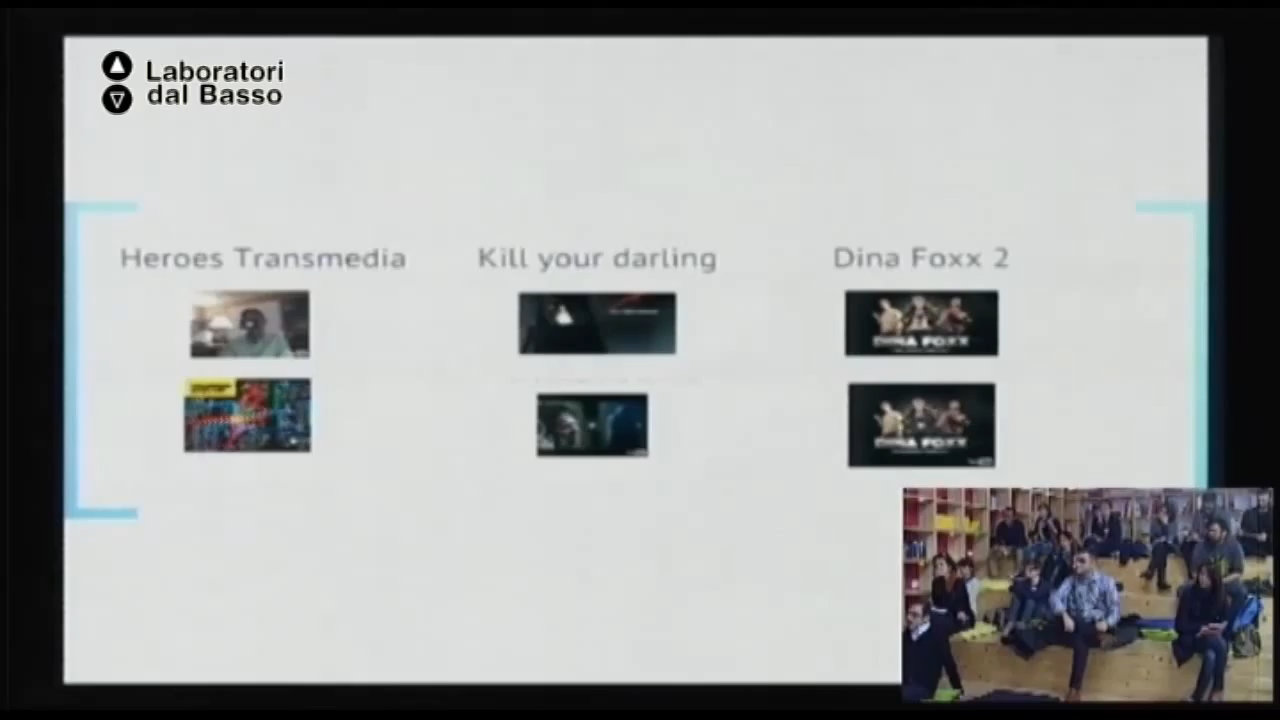 Laboratori
dal Basso
Heroes Transmedia
Kill your darling
Dina Foxx 2
DINA FOXX
DINA FOXX